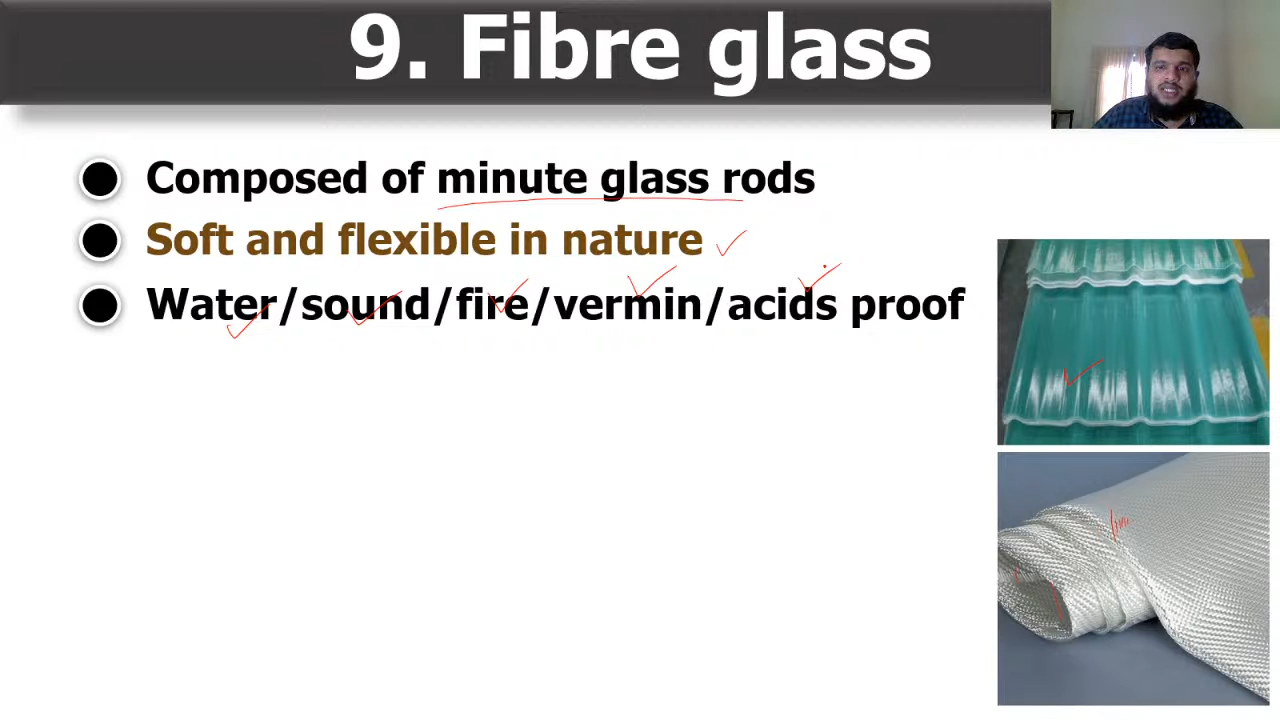 9. Fibre glass
Composed of minute glass rods
Soft and flexible in nature
Water/sound/fire/vermin/acids proof